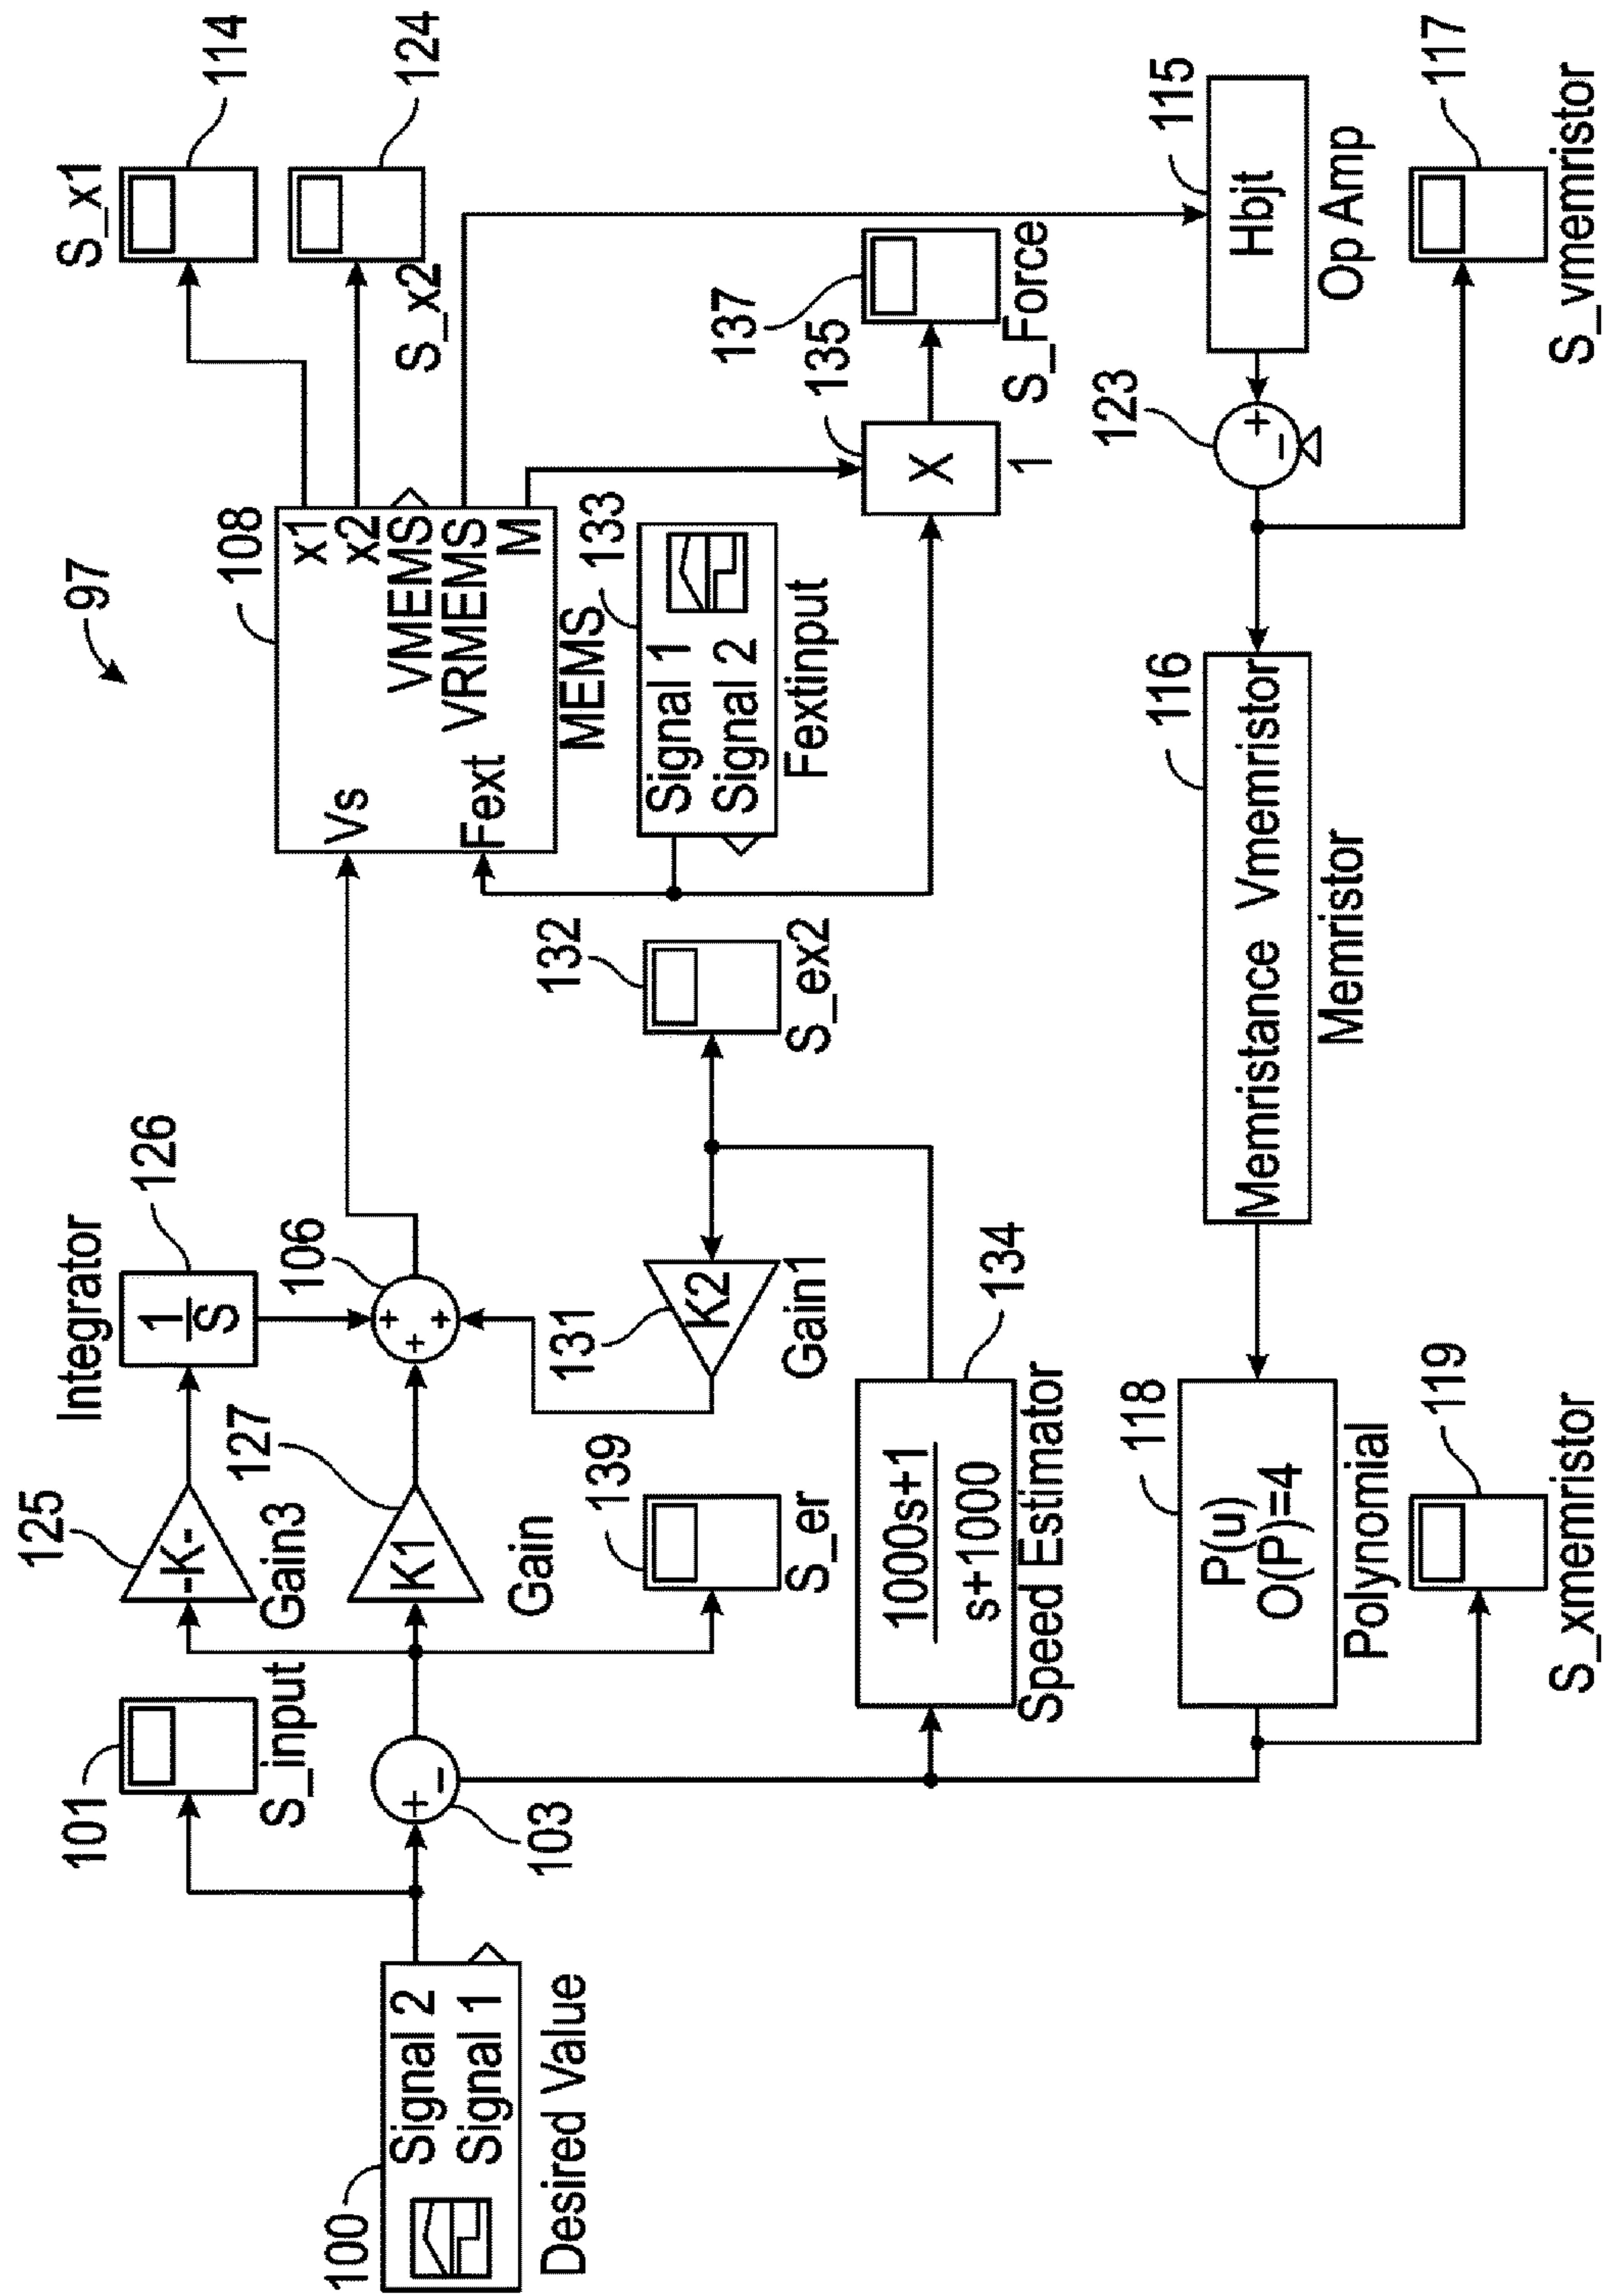 97
S_x1
114
S_x2
124
108
Vs
Fext
x1
x2
VMEMS
VRMEMS
M
MEMS
Integrator
126
1
S
125
-K-
Gain3
101
S_input
106
127
K1
Gain
100
Signal 2
Signal 1
Desired Value
+
-
103
+
+
+
131
K2
Gain1
132
S_ex2
133
Signal 1
Signal 2
Fextinput
137
135
X
1
S_Force
139
S_er
134
1000s+1
s+1000
Speed Estimator
115
Hbjt
Op Amp
123
+
-
116
Memristance Vmemristor
Memristor
118
P(u)
O(P)=4
Polynomial
119
S_xmemristor
117
S_vmemristor